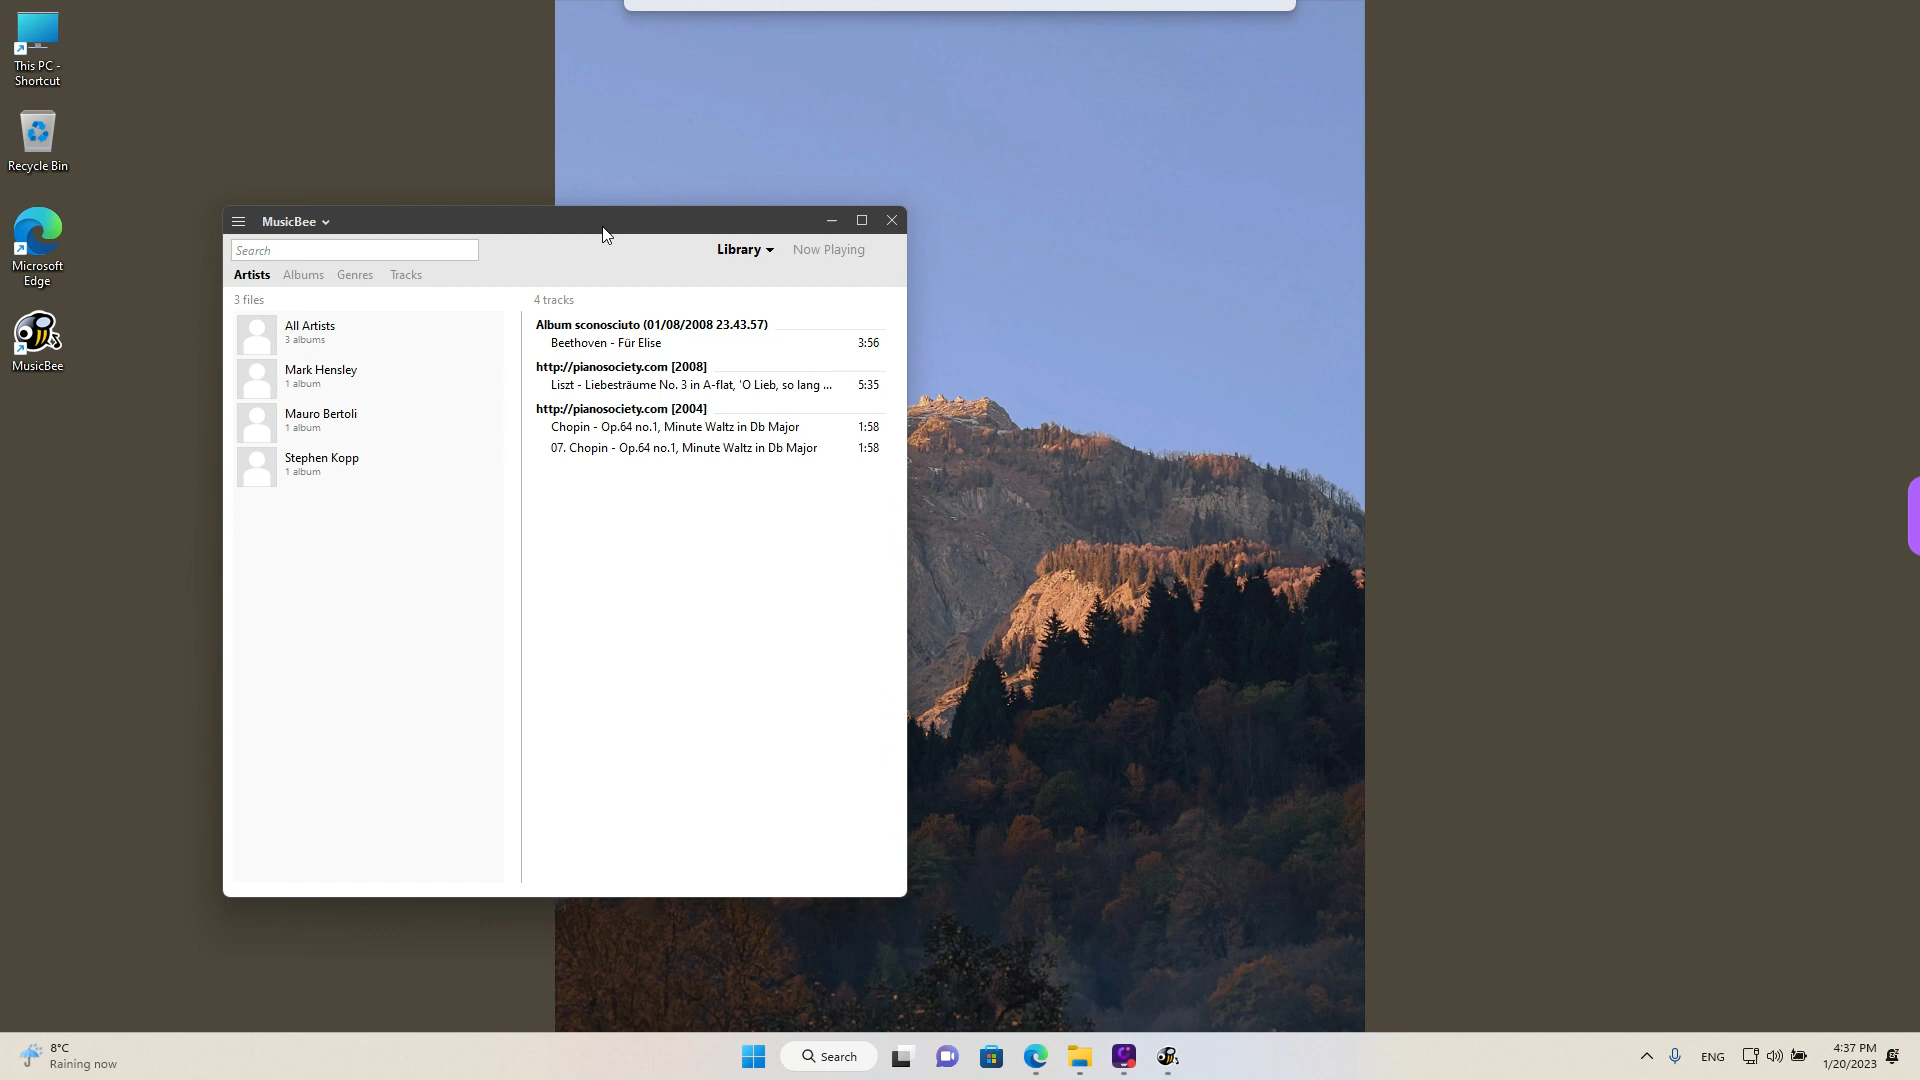 This PC -
Shortcut
Recycle Bin
Microsoft
Edge
MusicBee
MusicBee
Search
Library
Now Playing
Artists Albums Genres Tracks
3 files
All Artists
3 albums
Mark Hensley
1 album
Mauro Bertoli
1 album
Stephen Kopp
1 album
4 tracks
Album sconosciuto (01/08/2008 23.43.57)
Beethoven - Für Elise 3:56
http://pianosociety.com [2008]
Liszt - Liebesträume No. 3 in A-flat, 'O Lieb, so lang ... 5:35
http://pianosociety.com [2004]
Chopin - Op.64 no.1, Minute Waltz in Db Major 1:58
07. Chopin - Op.64 no.1, Minute Waltz in Db Major 1:58
8°C
Raining now
Search
ENG
4:37 PM
1/20/2023